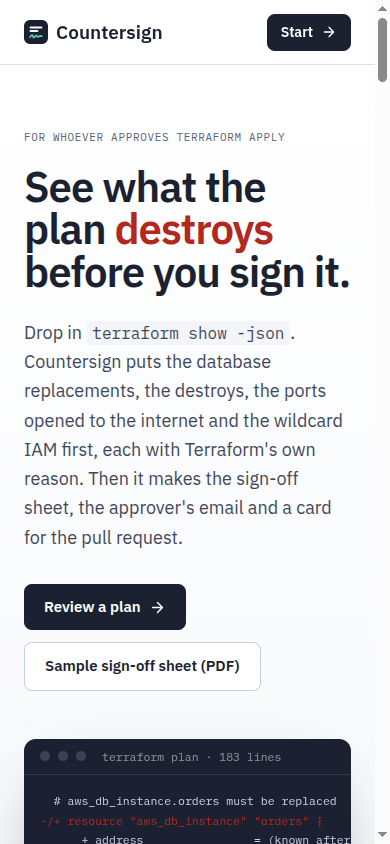 Countersign
Start →
FOR WHOEVER APPROVES TERRAFORM APPLY
See what the
plan destroys
before you sign it.
Drop in terraform show -json.
Countersign puts the database
replacements, the destroys, the ports
opened to the internet and the wildcard
IAM first, each with Terraform's own
reason. Then it makes the sign-off
sheet, the approver's email and a card
for the pull request.
Review a plan →
Sample sign-off sheet (PDF)
terraform plan · 183 lines
# aws_db_instance.orders must be replaced
-/+ resource "aws_db_instance" "orders" {
+ address = (known after